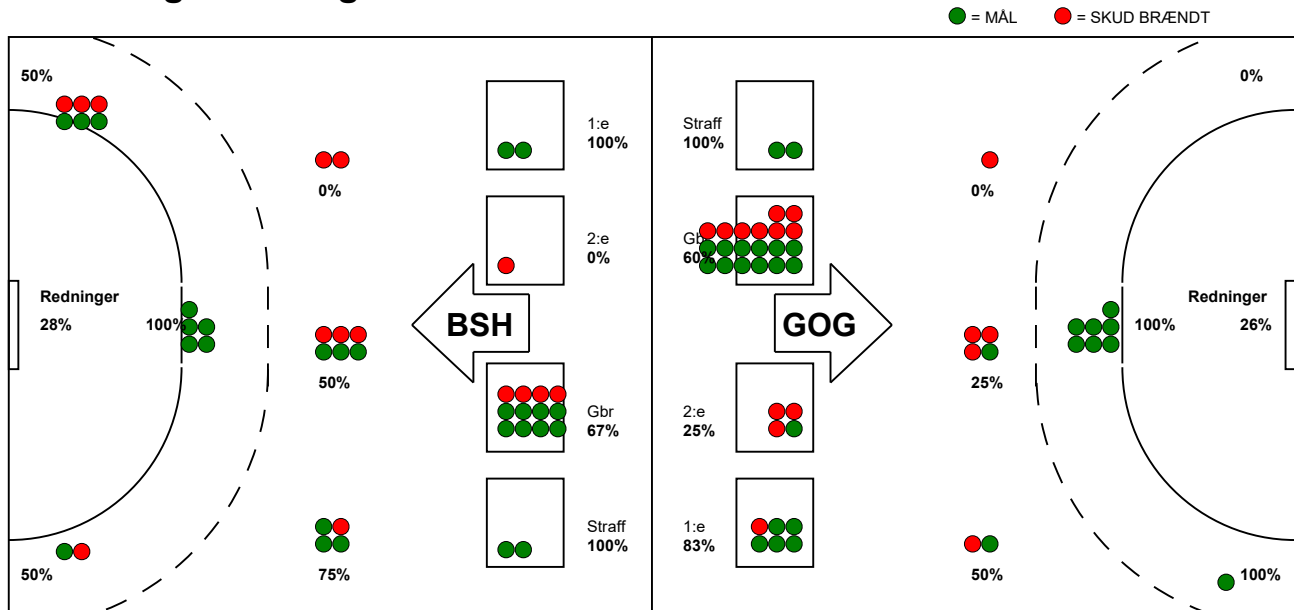 = MÅL
= SKUD BRÆNDT
50%
0%
1:e
100%
Straff
100%
0%
0%
2:e
0%
60%
Redninger
28%
100%
BSH
GOG
100%
Redninger
26%
50%
25%
Gbr
67%
2:e
25%
Straff
100%
1:e
83%
50%
75%
50%
100%